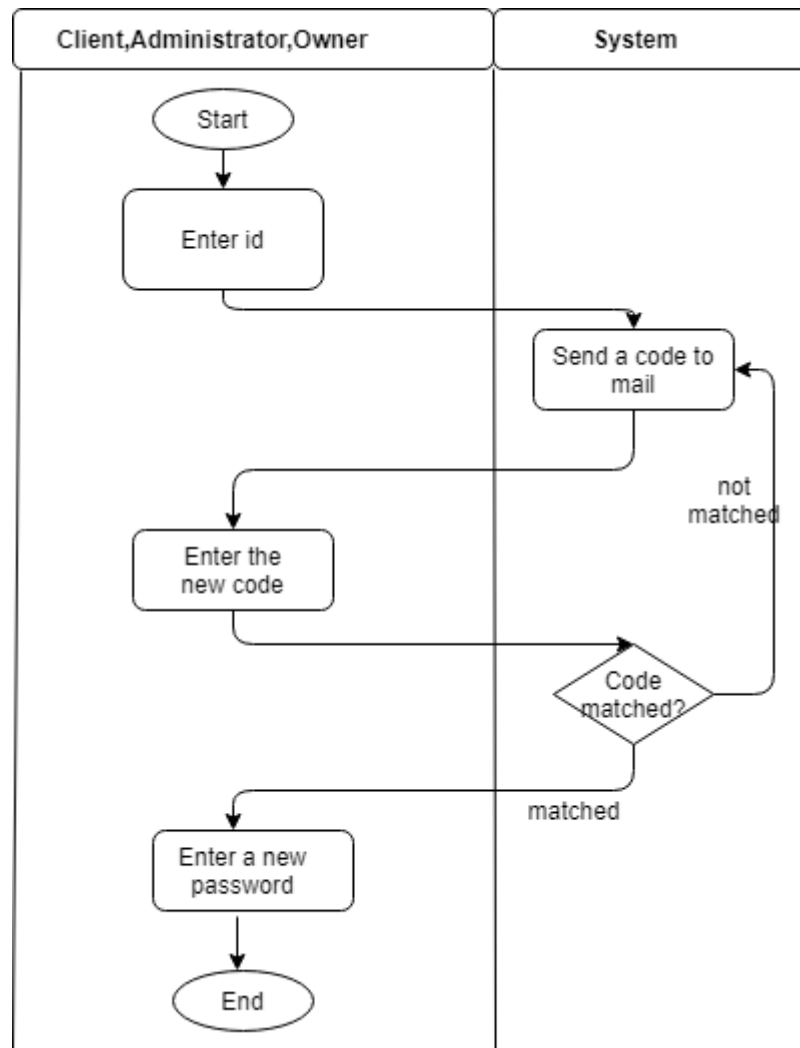 Client,Administrator,Owner
System
Start
Enter id
Send a code to
mail
not
matched
Enter the
new code
Code
matched?
matched
Enter a new
password
End